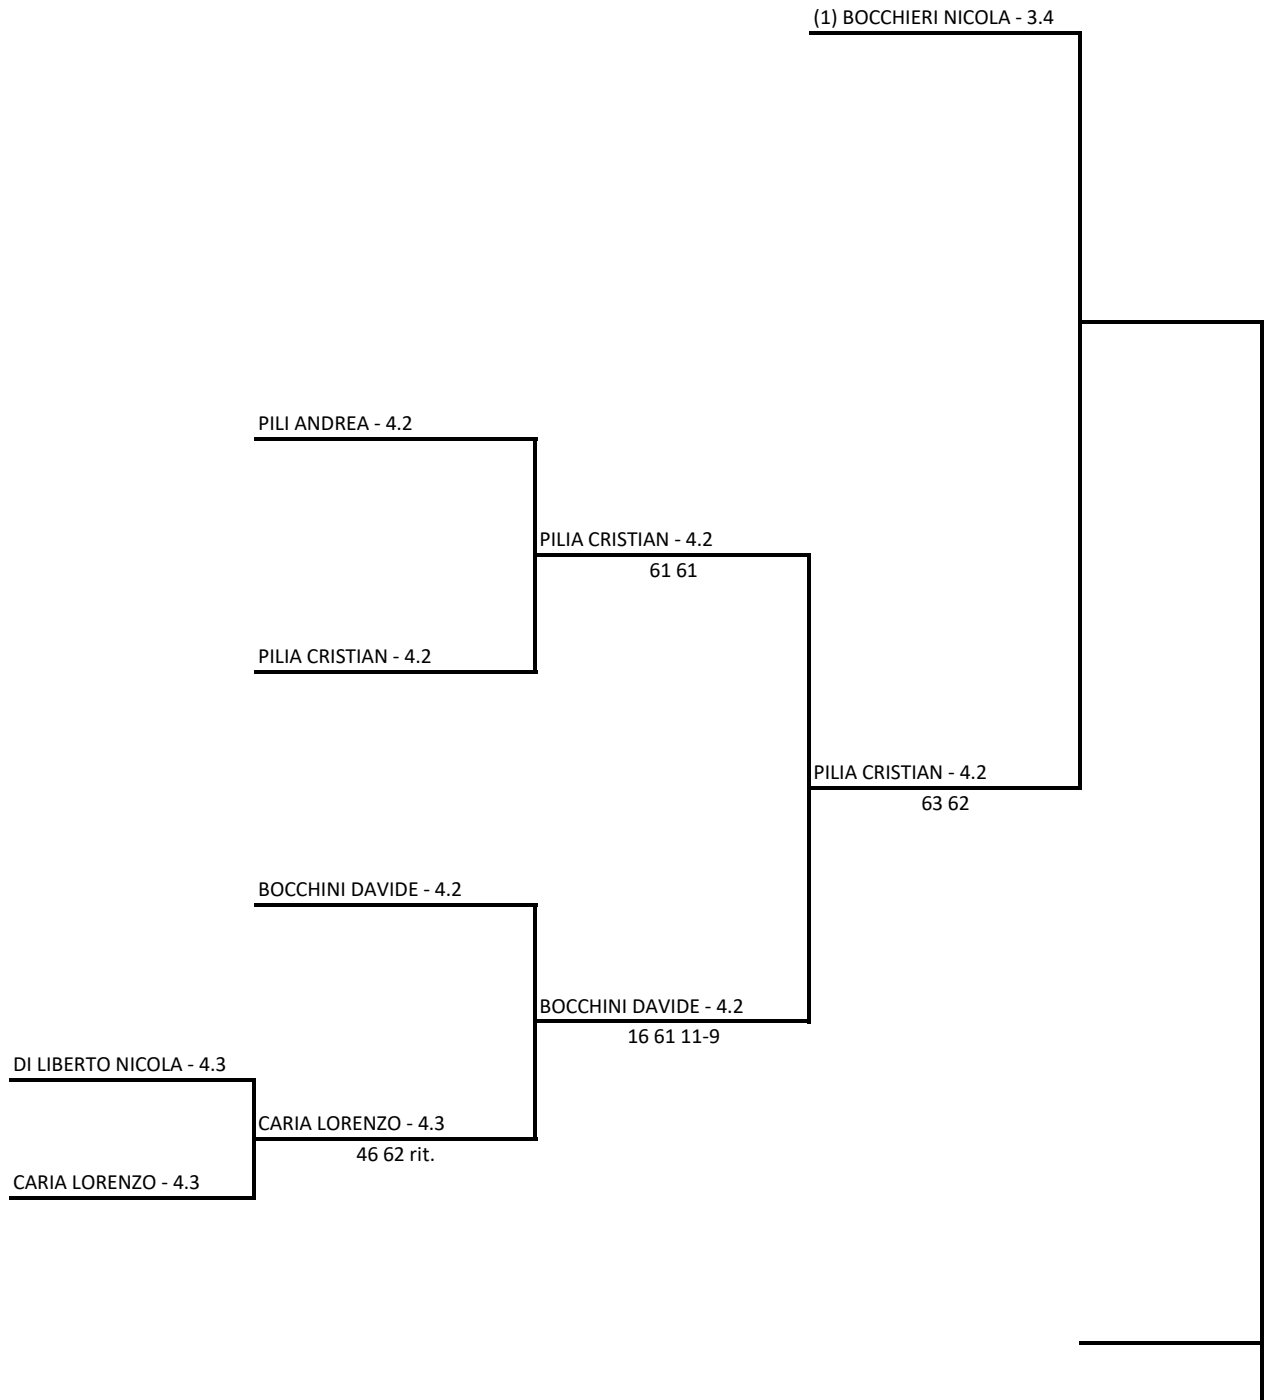 (1) BOCCHIERI NICOLA - 3.4
PILI ANDREA - 4.2
PILIA CRISTIAN - 4.2
61 61
PILIA CRISTIAN - 4.2
PILIA CRISTIAN - 4.2
63 62
BOCCHINI DAVIDE - 4.2
BOCCHINI DAVIDE - 4.2
16 61 11-9
DI LIBERTO NICOLA - 4.3
CARIA LORENZO - 4.3
46 62 rit.
CARIA LORENZO - 4.3